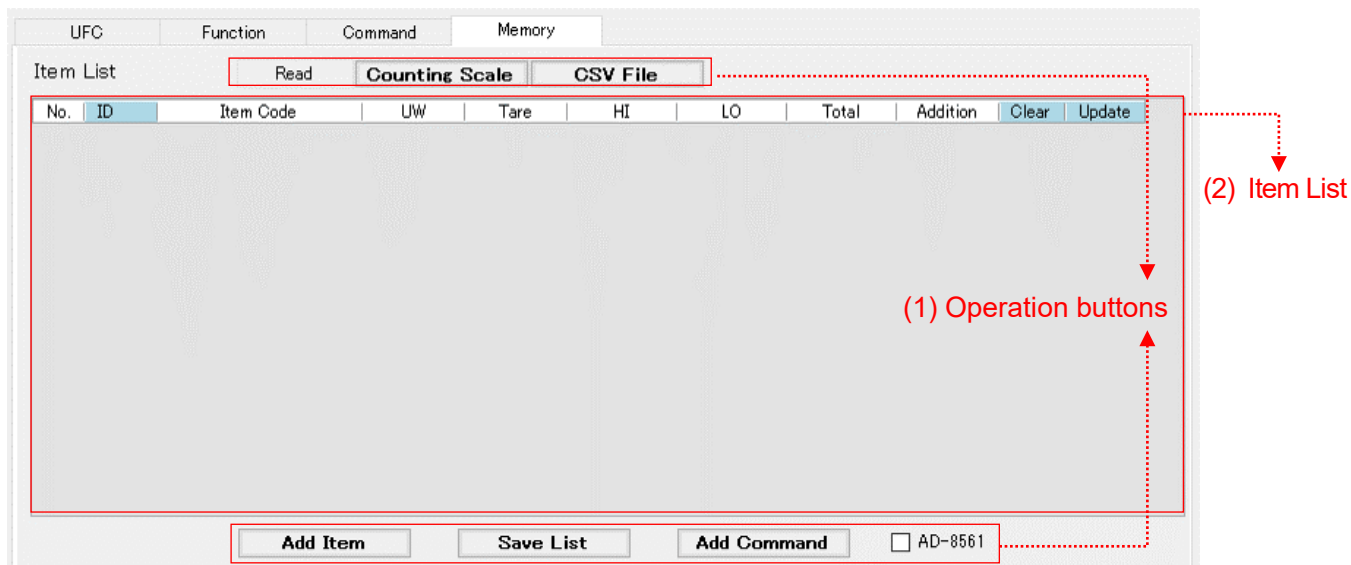 UFC Function Command Memory
Item List Read Counting Scale CSV File
No. ID Item Code UW Tare HI LO Total Addition Clear Update
(2) Item List
(1) Operation buttons
Add Item Save List Add Command AD-8561